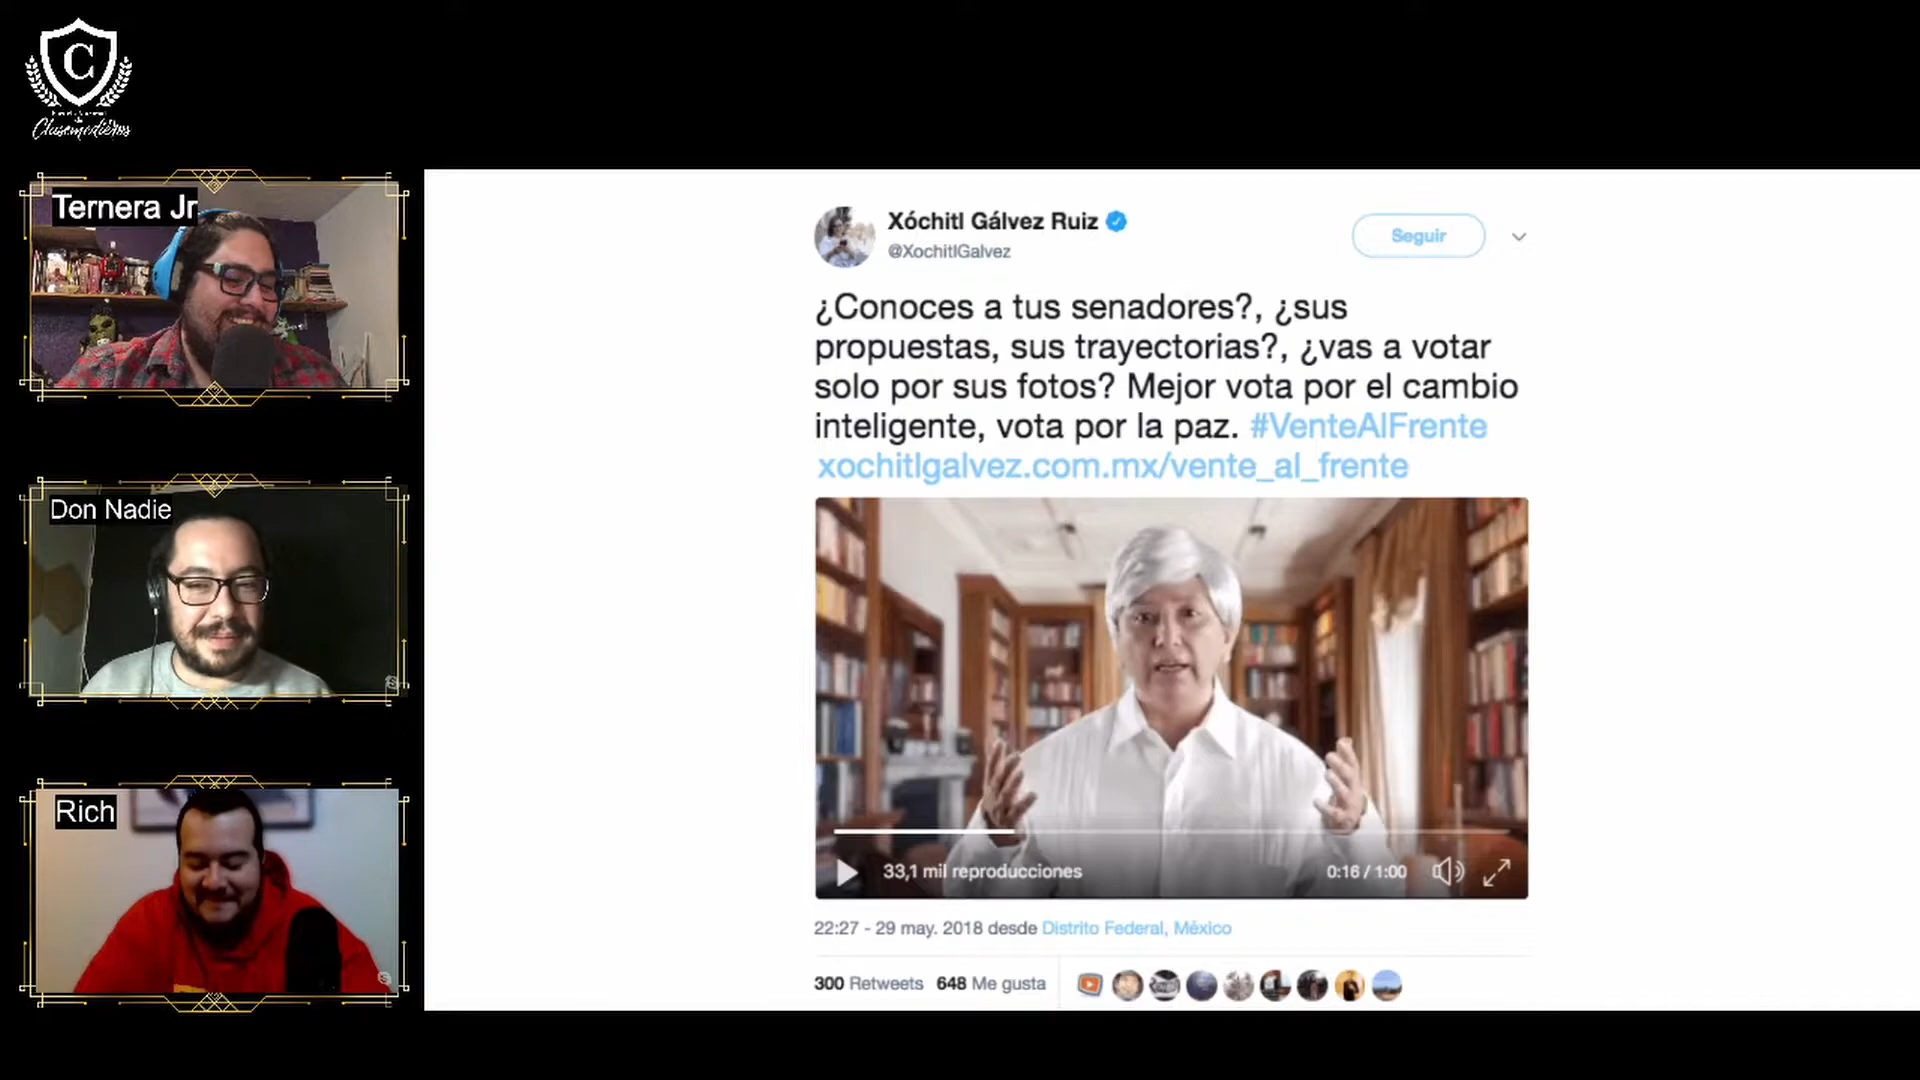 C
Clasemedieros
Ternera Jr
Don Nadie
Rich
Xóchitl Gálvez Ruiz
@XochitlGalvez
Seguir
¿Conoces a tus senadores?, ¿sus
propuestas, sus trayectorias?, ¿vas a votar
solo por sus fotos? Mejor vota por el cambio
inteligente, vota por la paz. #VenteAlFrente
xochitlgalvez.com.mx/vente_al_frente
33,1 mil reproducciones
0:16 / 1:00
22:27 - 29 may. 2018 desde Distrito Federal, México
300 Retweets 648 Me gusta